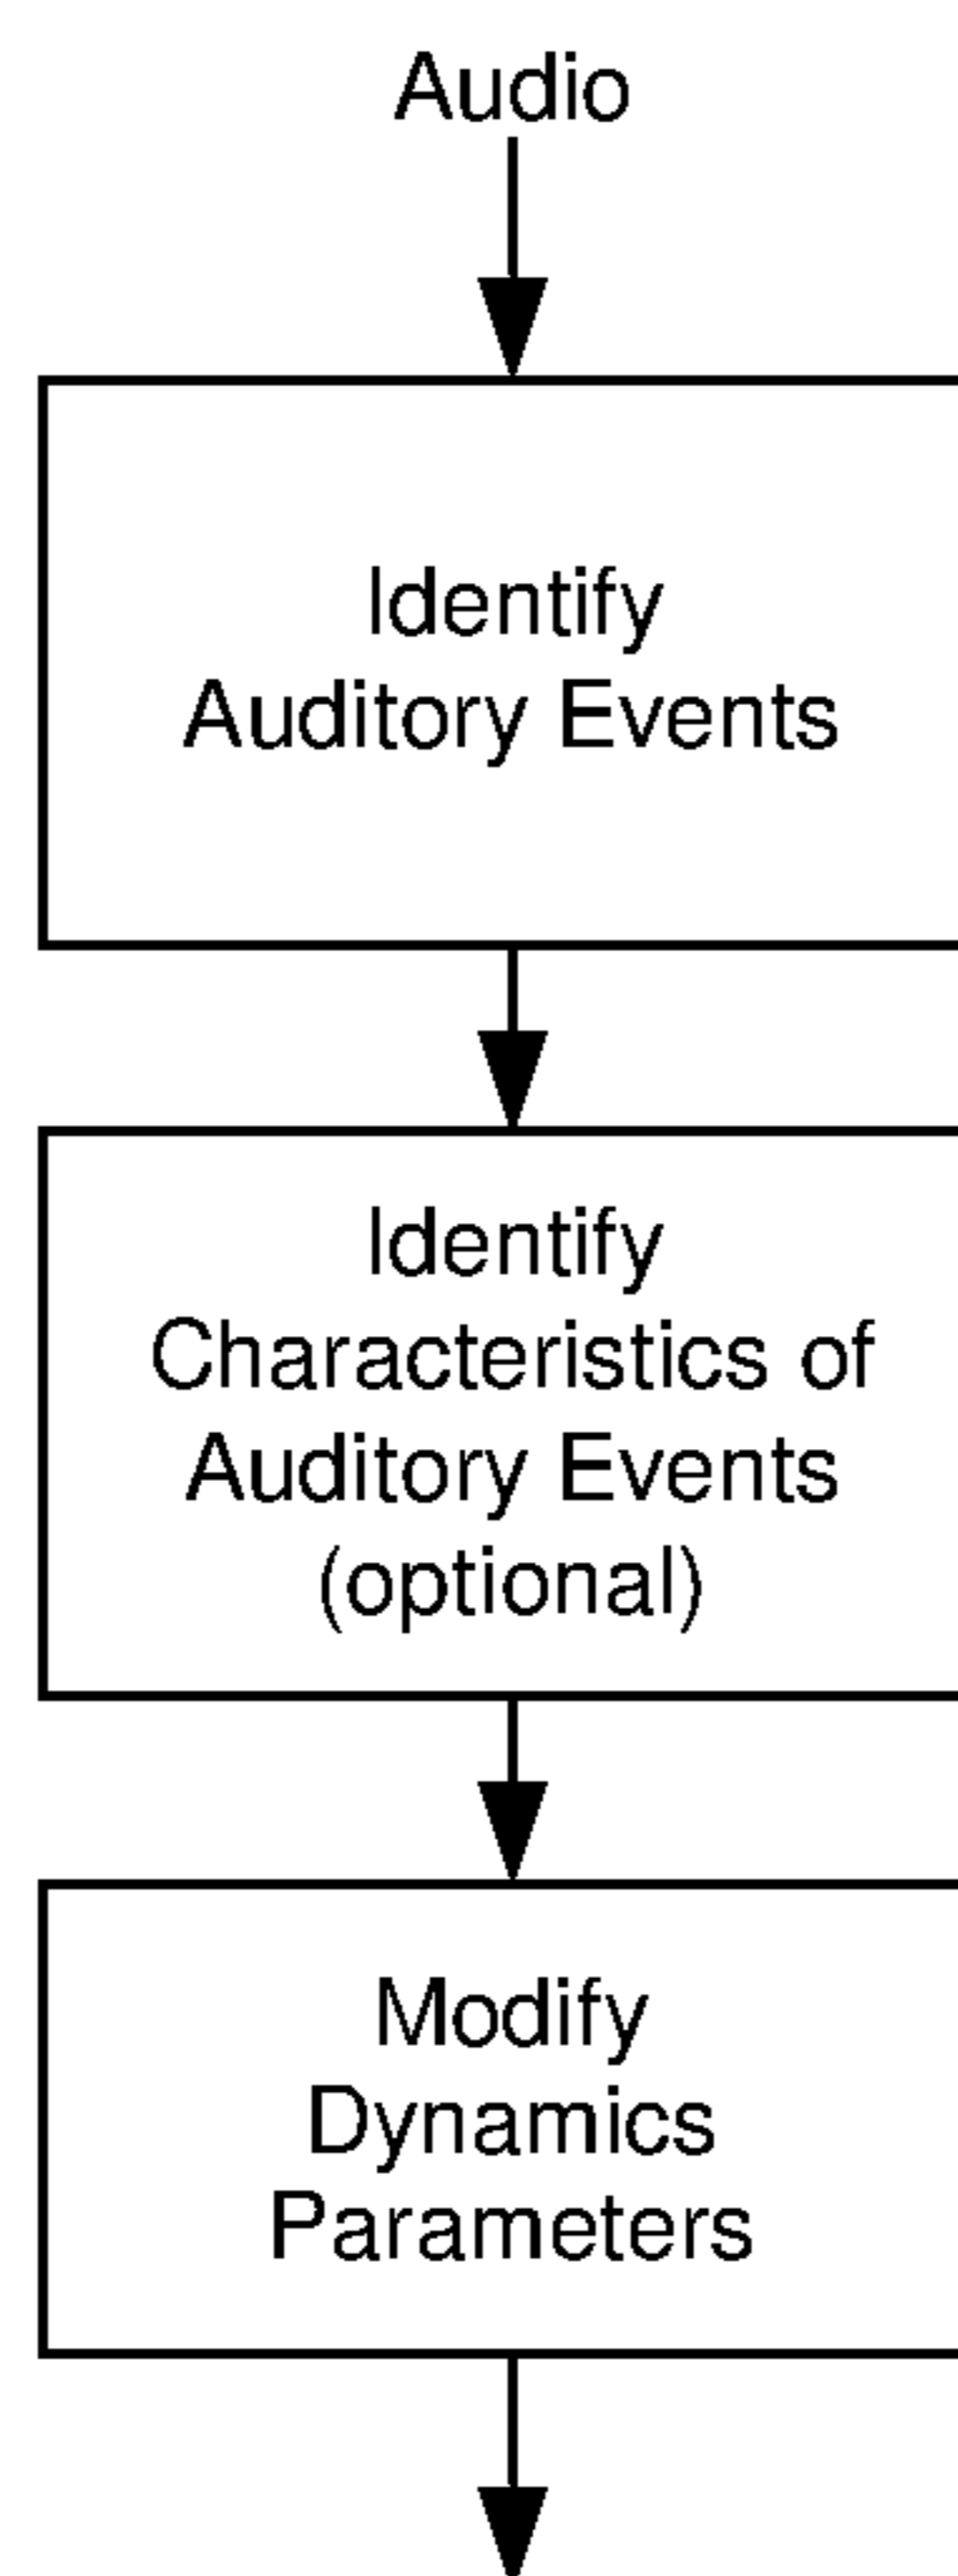 Audio
Identify
Auditory Events
Identify
Characteristics of
Auditory Events
(optional)
Modify
Dynamics
Parameters